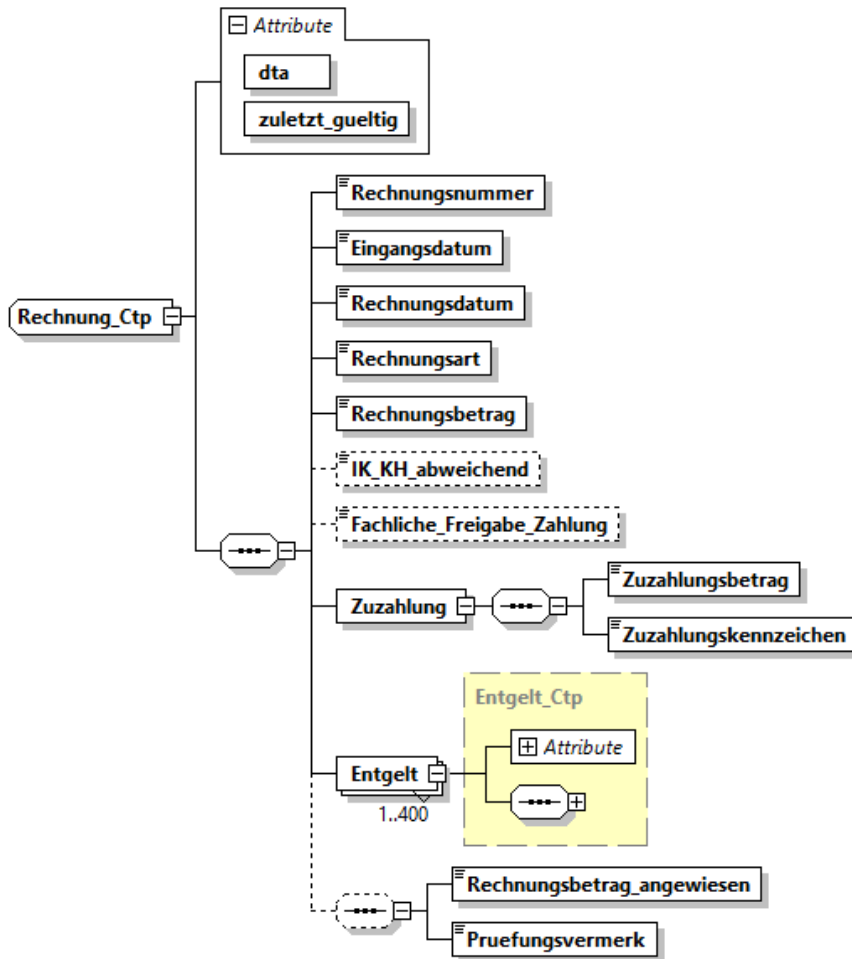 Attribute
dta
zuletzt_gueltig
Rechnungsnummer
Eingangsdatum
Rechnungsdatum
Rechnung_Ctp
Rechnungsart
Rechnungsbetrag
IK_KH_abweichend
Fachliche_Freigabe_Zahlung
Zuzahlung
Zuzahlungsbetrag
Zuzahlungskennzeichen
Entgelt_Ctp
Attribute
Entgelt
1..400
Rechnungsbetrag_angewiesen
Pruefungsvermerk